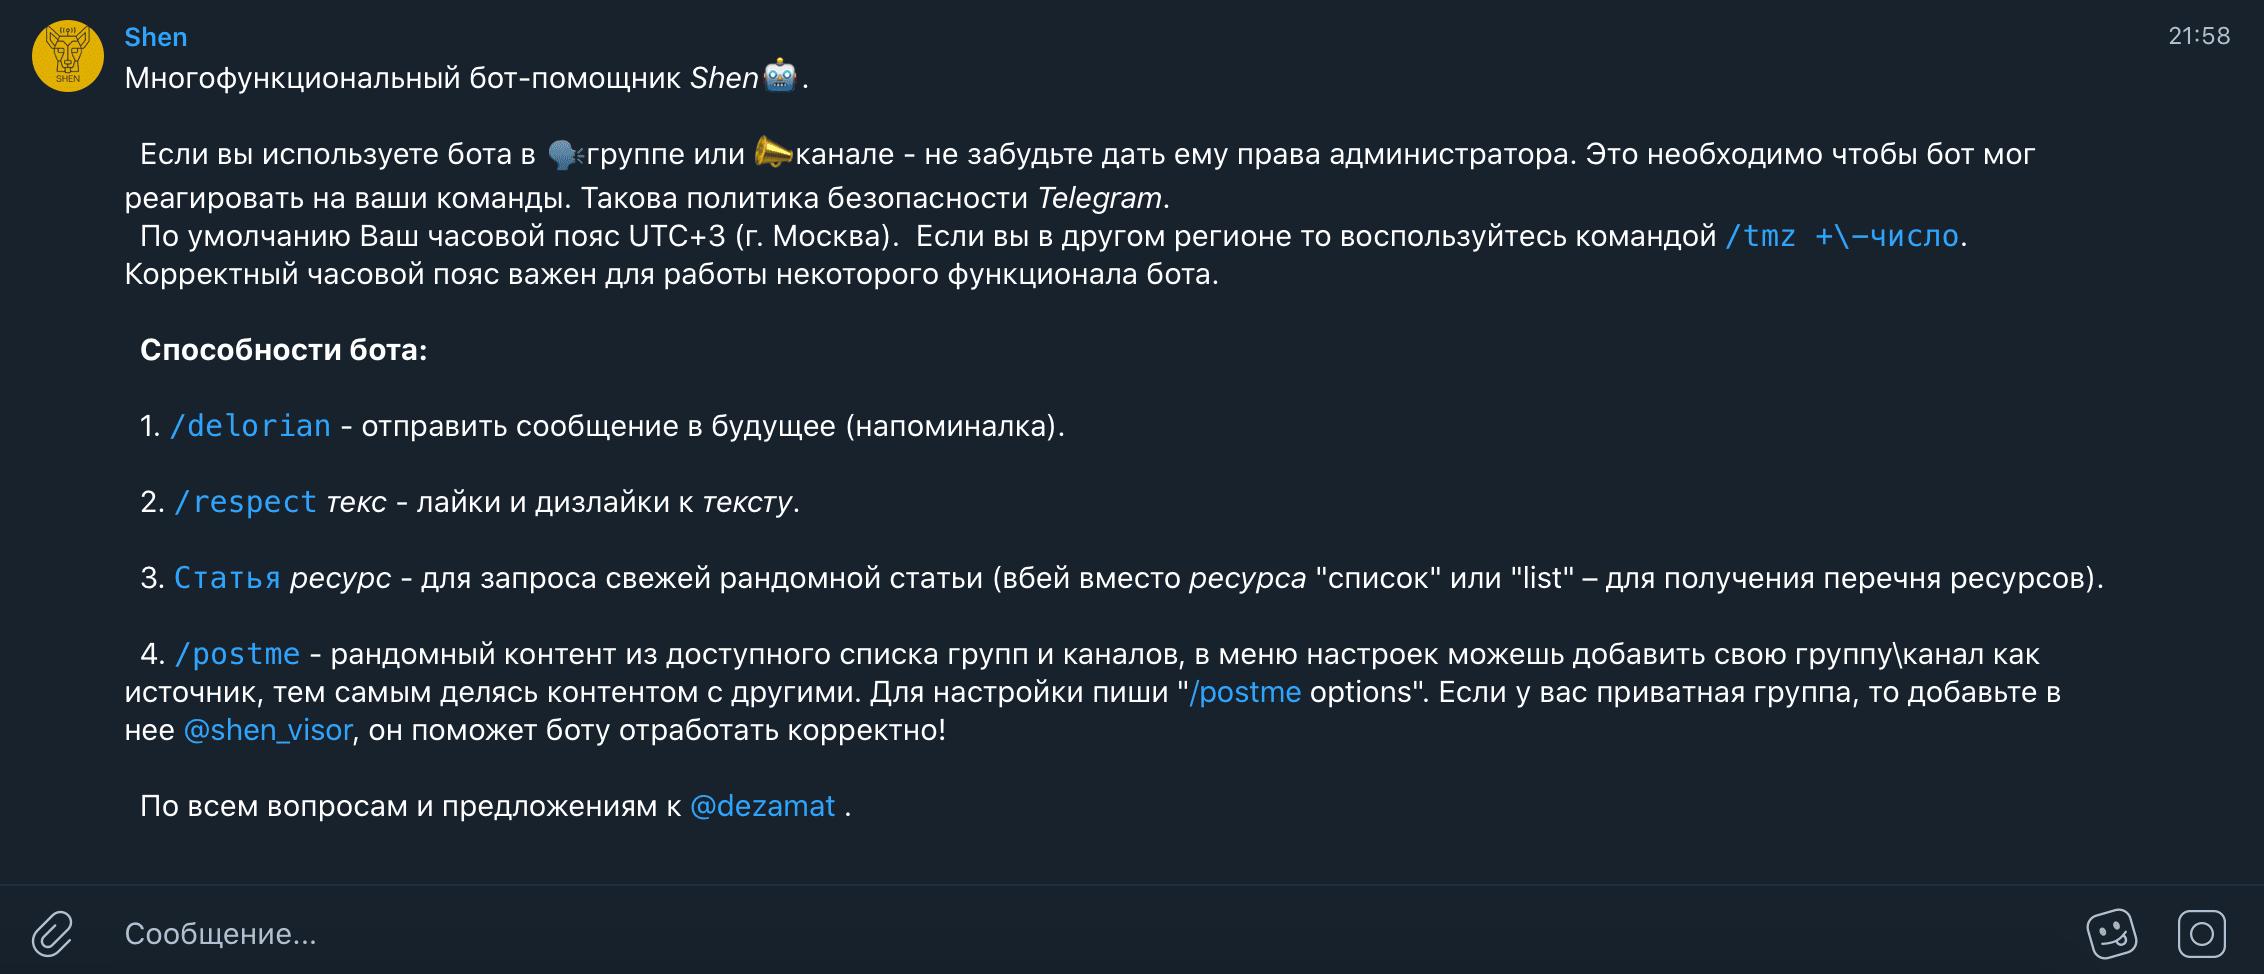 Shen
21:58
SHEN
Многофункциональный бот-помощник Shen🤖.
Если вы используете бота в 🗣группе или 📣канале - не забудьте дать ему права администратора. Это необходимо чтобы бот мог
реагировать на ваши команды. Такова политика безопасности Telegram.
По умолчанию Ваш часовой пояс UTC+3 (г. Москва).  Если вы в другом регионе то воспользуйтесь командой /tmz +\-число.
Корректный часовой пояс важен для работы некоторого функционала бота.
Способности бота:
1. /delorian - отправить сообщение в будущее (напоминалка).
2. /respect текс - лайки и дизлайки к тексту.
3. Статья ресурс - для запроса свежей рандомной статьи (вбей вместо ресурса "список" или "list" – для получения перечня ресурсов).
4. /postme - рандомный контент из доступного списка групп и каналов, в меню настроек можешь добавить свою группу\канал как
источник, тем самым делясь контентом с другими. Для настройки пиши "/postme options". Если у вас приватная группа, то добавьте в
нее @shen_visor, он поможет боту отработать корректно!
По всем вопросам и предложениям к @dezamat .
Сообщение...